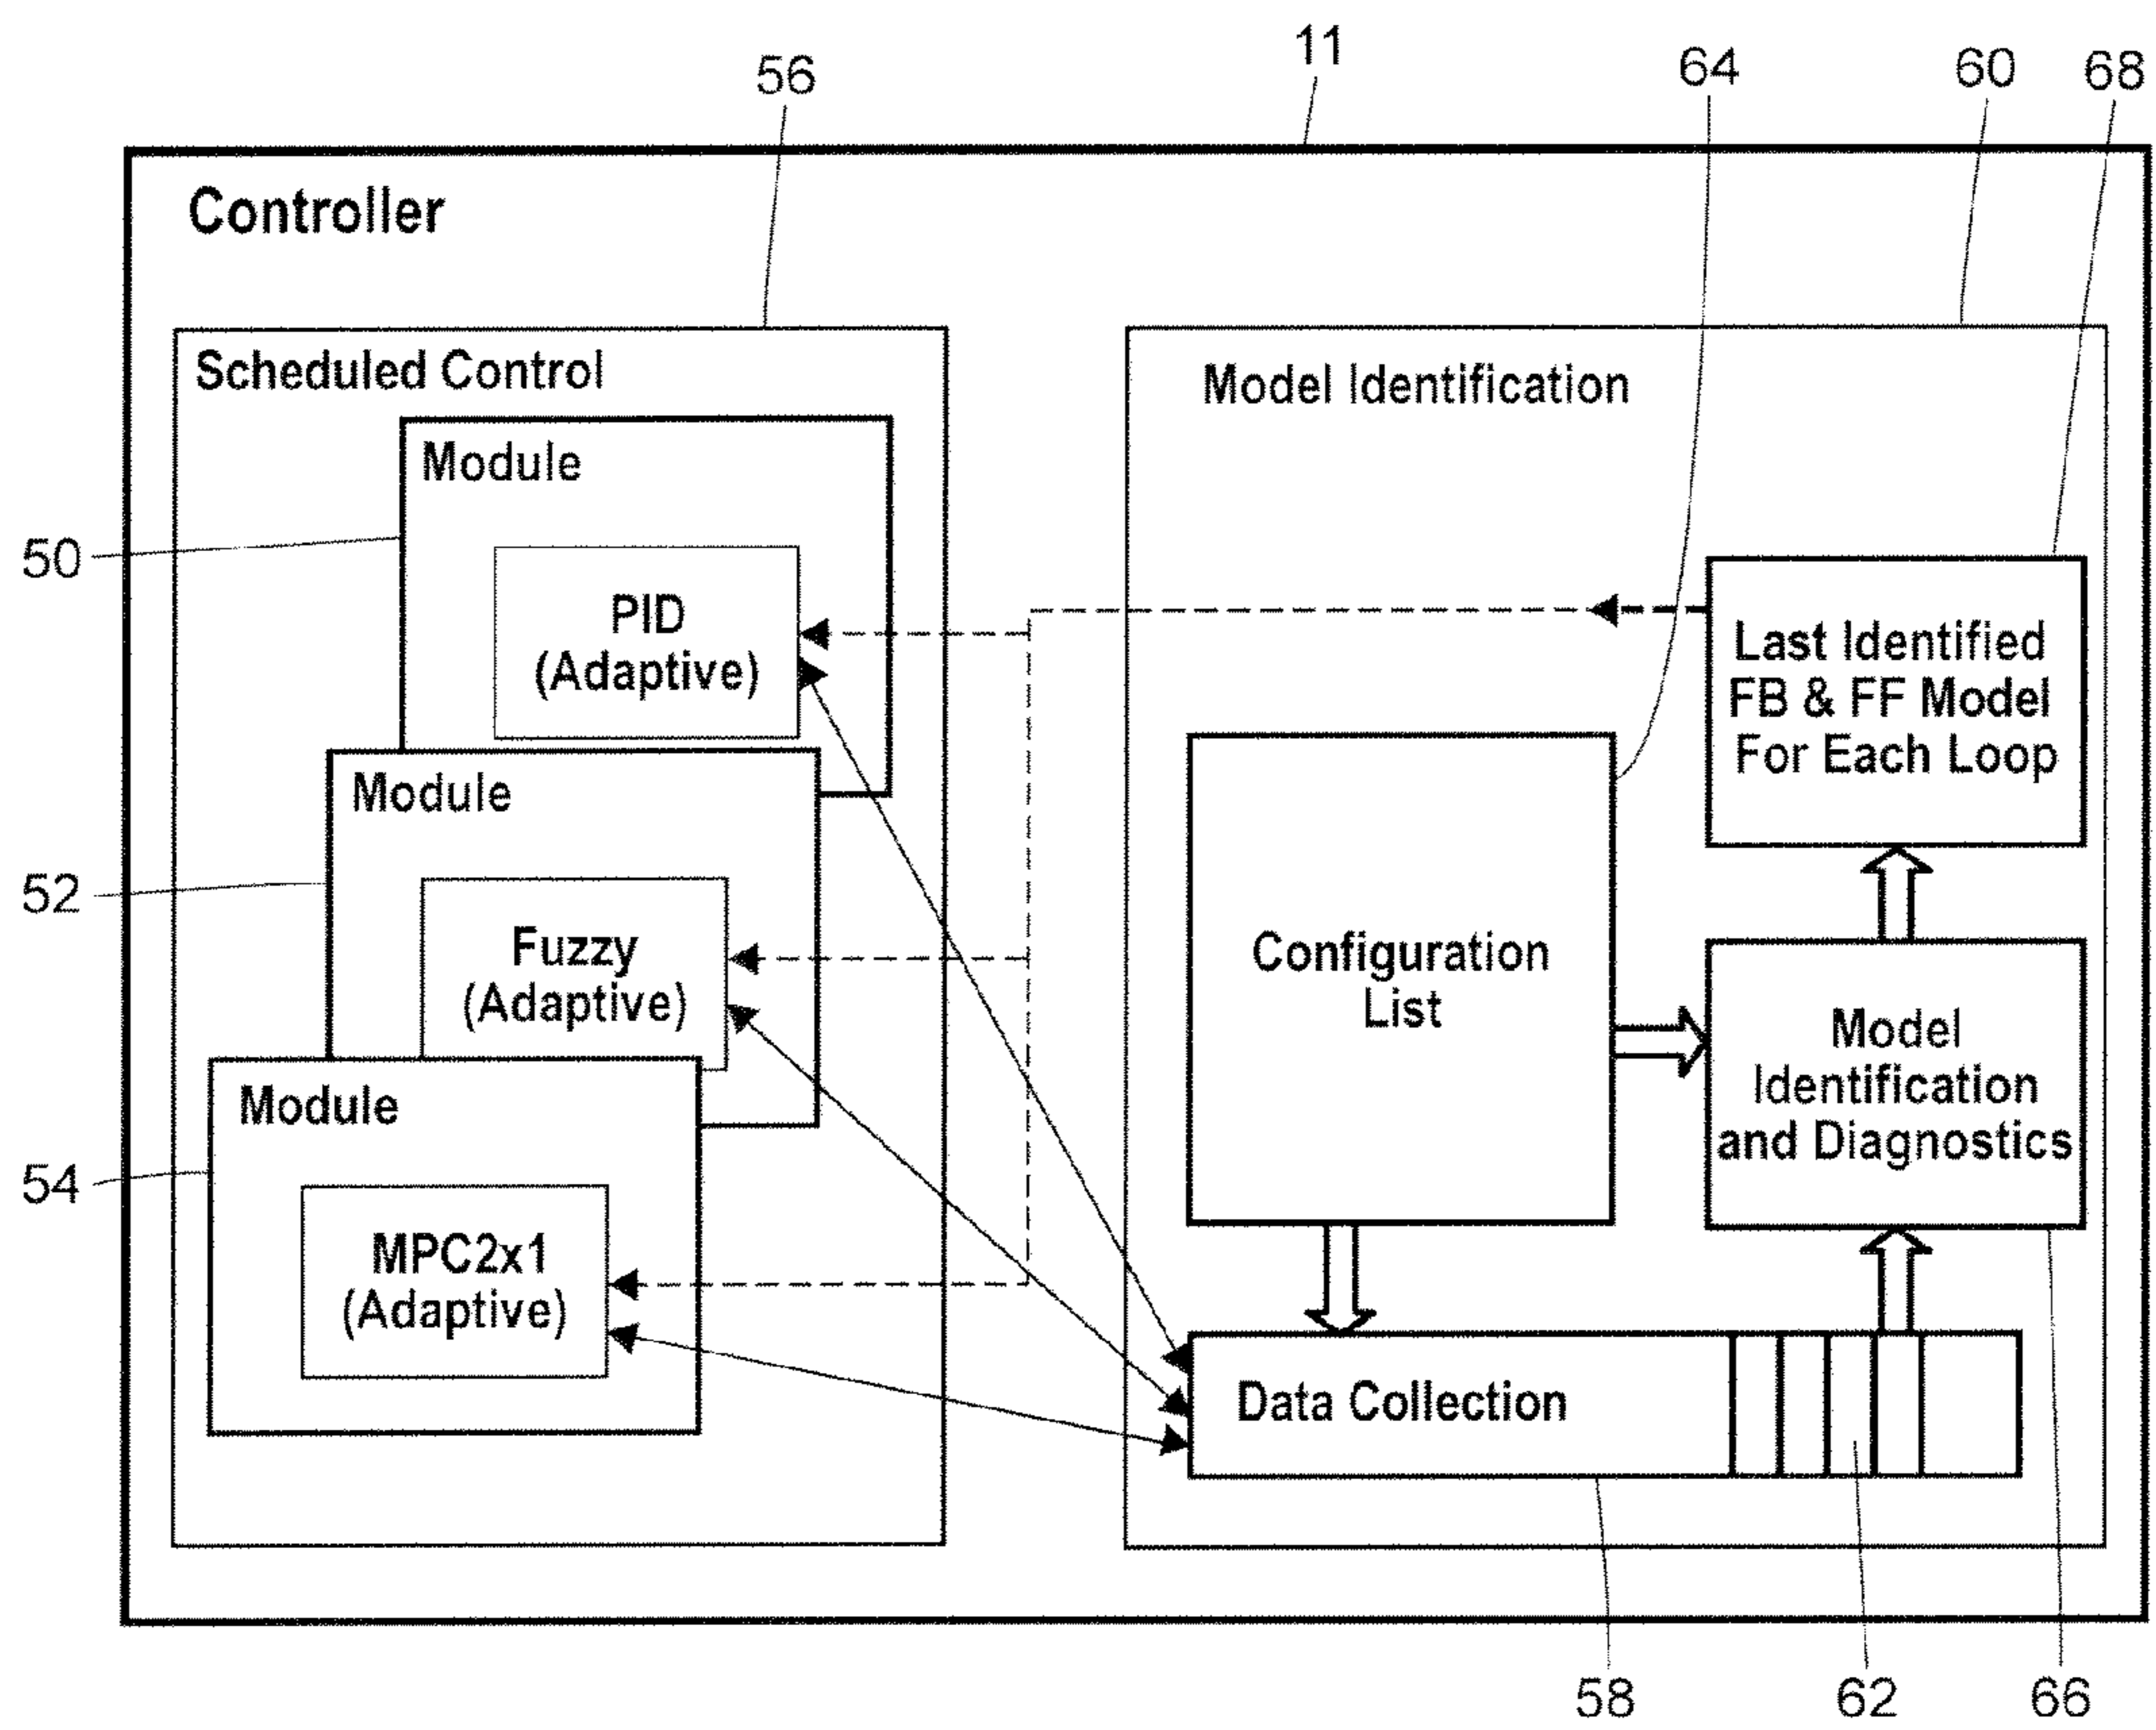 11
56
64
60
68
Controller
Scheduled Control
Model Identification
Module
50
PID
(Adaptive)
Last Identified
FB & FF Model
For Each Loop
Module
52
Fuzzy
(Adaptive)
Configuration
List
Model
Identification
and Diagnostics
Module
54
MPC2x1
(Adaptive)
Data Collection
58
62
66